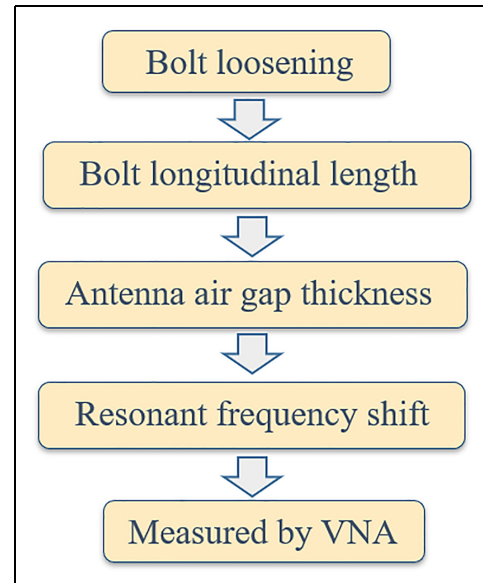 Bolt loosening
Bolt longitudinal length
Antenna air gap thickness
Resonant frequency shift
Measured by VNA